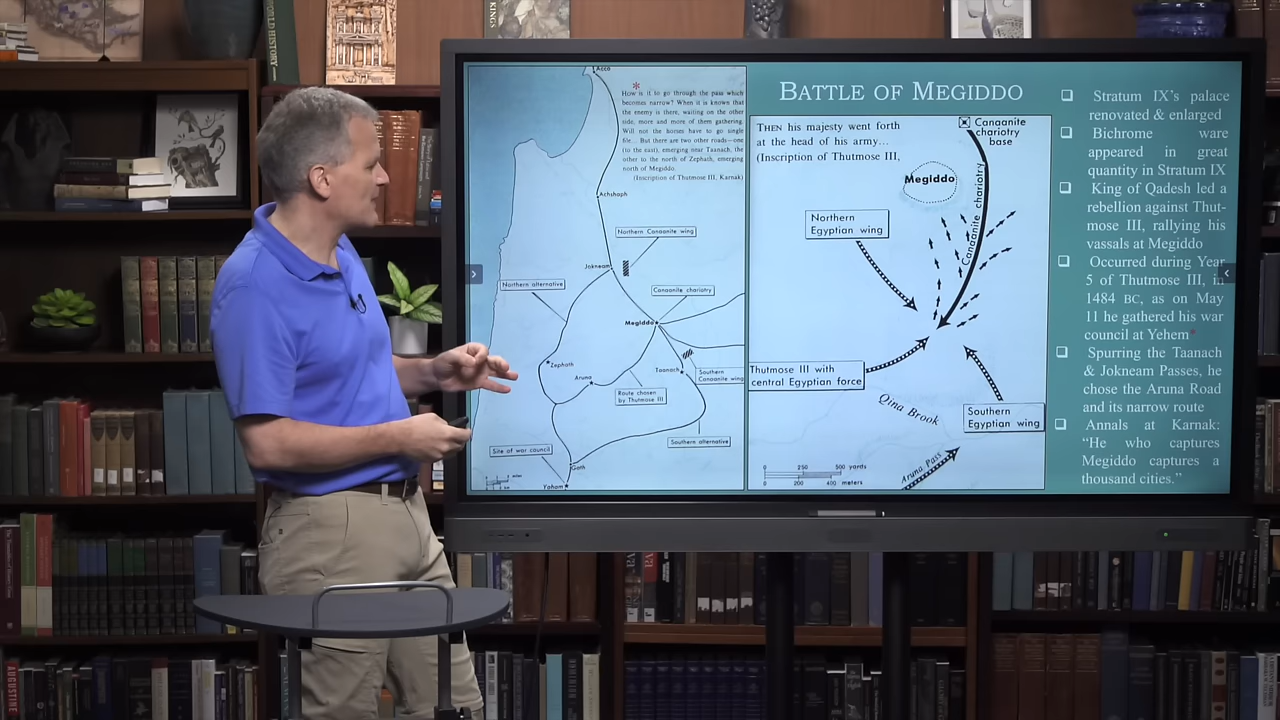 WORLD HISTORY
KINGS
Acco
*
How is it to go through the pass which
becomes narrow? When it is known that
the enemy is there, waiting on the other
side, more and more of them gathering.
Will not the horses have to go single
file... But there are two other roads—one
(to the east), emerging near Taanach, the
other to the north of Zephath, emerging
north of Megiddo.
(Inscription of Thutmose III, Karnak)
Achshaph
Northern Canaanite wing
Jokneam
Northern alternative
Canaanite chariotry
Megiddo
Zephath
Aruna
Taanach
Southern
Canaanite wing
Route chosen
by Thutmose III
Southern alternative
Site of war council
Gath
Yaham
BATTLE OF MEGIDDO
THEN his majesty went forth
at the head of his army...
(Inscription of Thutmose III,
Canaanite
chariotry
base
Megiddo
Canaanite chariotry
Northern
Egyptian wing
Thutmose III with
central Egyptian force
Qina Brook
Southern
Egyptian wing
Aruna Pass
0 250 500 yards
0 200 400 meters
Stratum IX's palace
renovated & enlarged
Bichrome ware
appeared in great
quantity in Stratum IX
King of Qadesh led a
rebellion against Thut-
mose III, rallying his
vassals at Megiddo
Occurred during Year
5 of Thutmose III, in
1484 BC, as on May
11 he gathered his war
council at Yehem*
Spurring the Taanach
& Jokneam Passes, he
chose the Aruna Road
and its narrow route
Annals at Karnak:
“He who captures
Megiddo captures a
thousand cities.”
AUGUSTINE